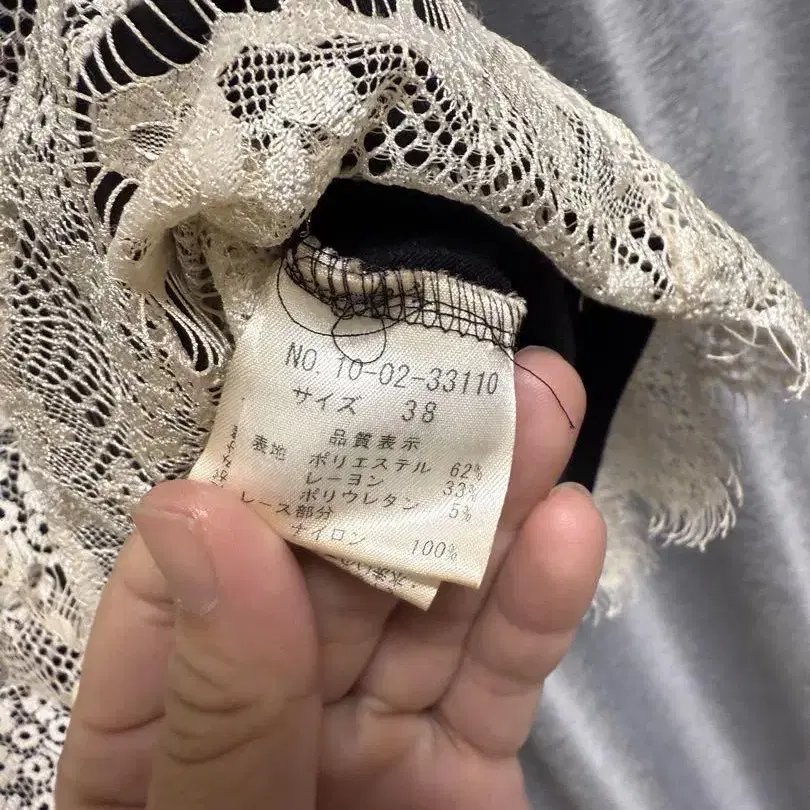 NO. 10-02-33110
サイズ 38
品質表示
表地 ポリエステル 62%
レーヨン 33%
ポリウレタン 5%
レース部分
ナイロン 100%